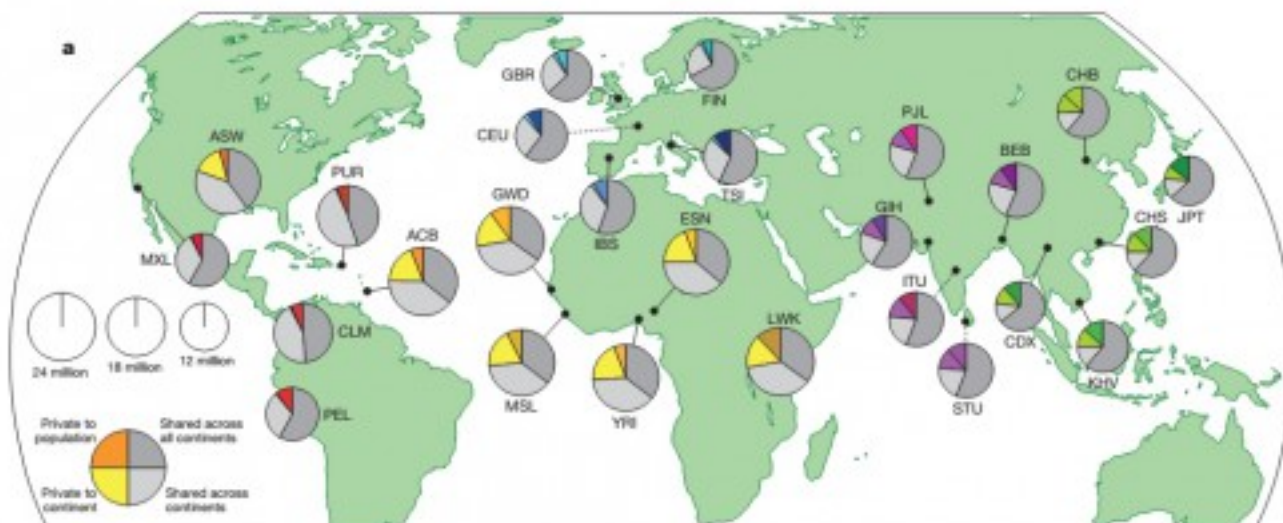 a
GBR
FIN
CHB
CEU
PJL
ASW
BEB
PUR
TSI
GWD
ESN
IBS
GIH
CHS
JPT
ACB
MXL
ITU
CLM
LWK
24 million
18 million
12 million
CDX
KHV
MSL
STU
PEL
YRI
Private to
population
Shared across
all continents
Private to
continent
Shared across
continents